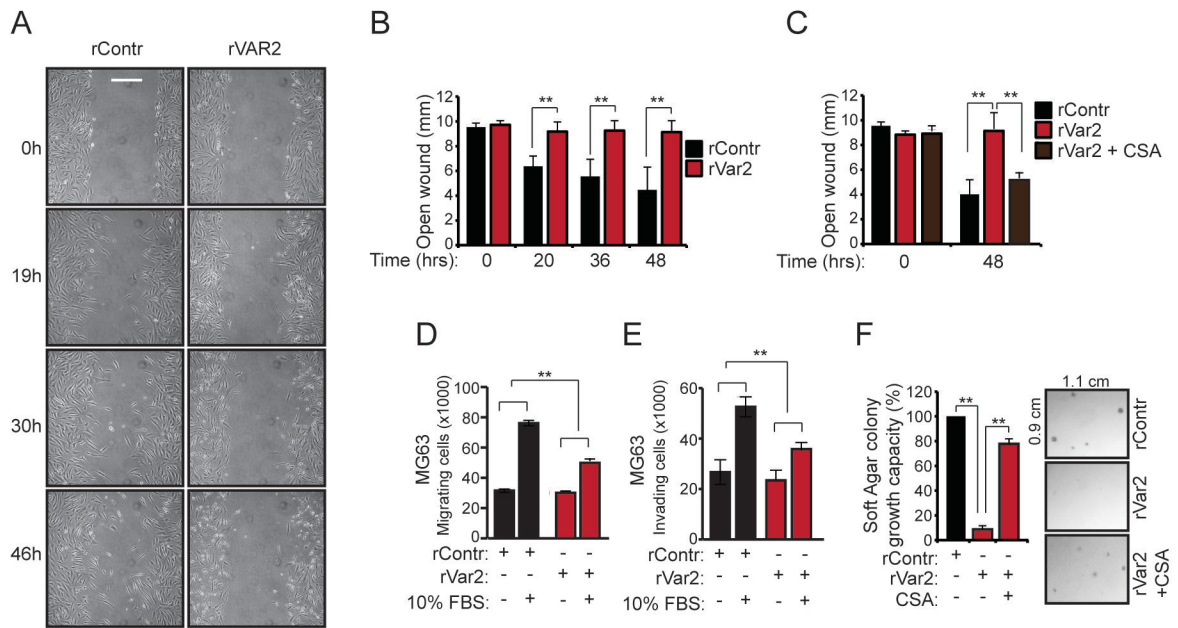 A
rContr
rVAR2
0h
19h
30h
46h
B
Open wound (mm)
12
10
8
6
4
2
0
**
**
**
rContr
rVar2
Time (hrs):
0
20
36
48
C
Open wound (mm)
12
10
8
6
4
2
0
**
**
rContr
rVar2
rVar2 + CSA
Time (hrs):
0
48
D
MG63
Migrating cells (x1000)
100
80
60
40
20
0
**
rContr: + + - -
rVar2: - - + +
10% FBS: - + - +
E
MG63
Invading cells (x1000)
60
40
20
0
**
rContr: + + - -
rVar2: - - + +
10% FBS: - + - +
F
Soft Agar colony
growth capacity (%)
120
100
80
60
40
20
0
**
**
rContr: + - -
rVar2: - + +
CSA: - - +
1.1 cm
0.9 cm
rContr
rVar2
rVar2
+CSA